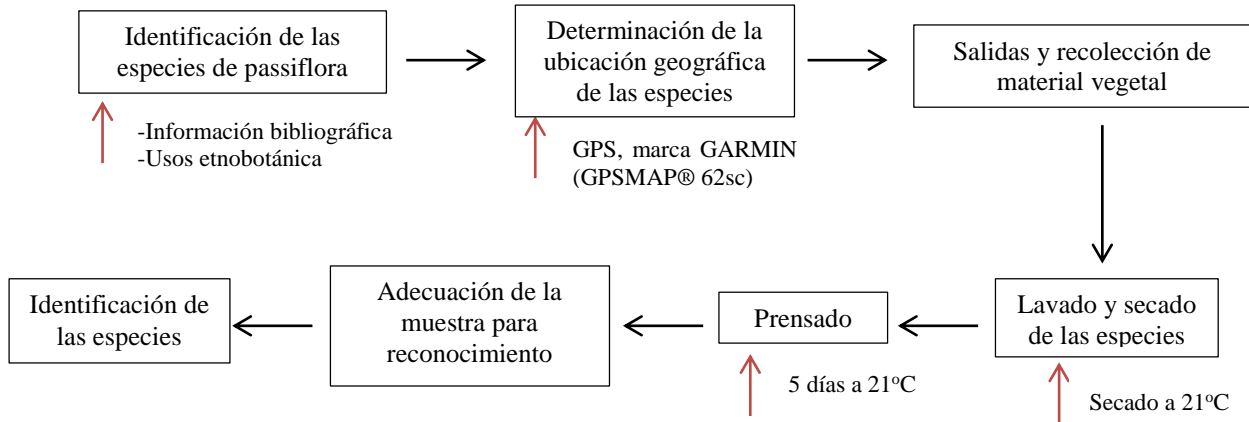 Identificación de las
especies de passiflora
-Información bibliográfica
-Usos etnobotánica
Determinación de la
ubicación geográfica
de las especies
GPS, marca GARMIN
(GPSMAP® 62sc)
Salidas y recolección de
material vegetal
Lavado y secado
de las especies
Secado a 21°C
Prensado
5 días a 21°C
Adecuación de la
muestra para
reconocimiento
Identificación de
las especies